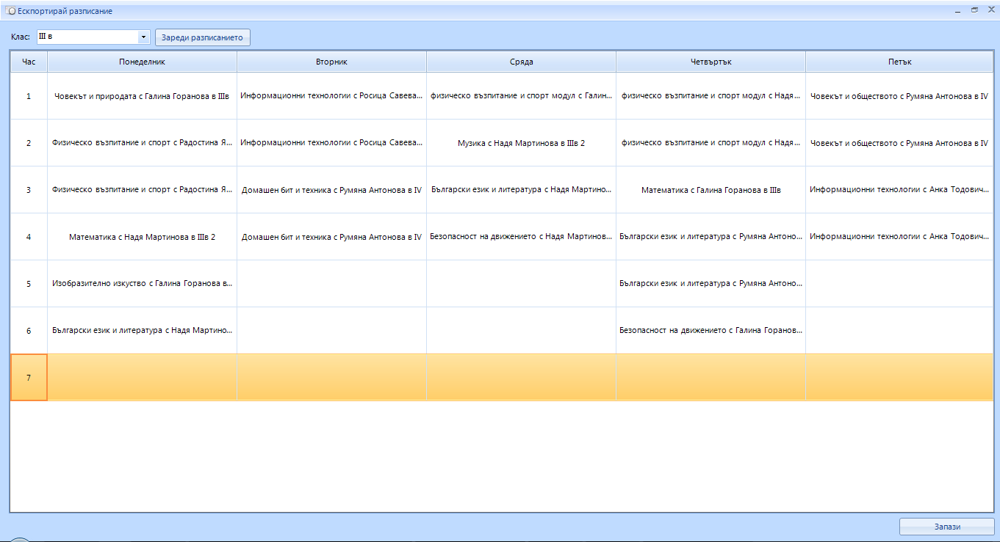 Ескпортирай разписание
Клас: III в Зареди разписанието
Час Понеделник Вторник Сряда Четвъртък Петък
1 Човекът и природата с Галина Горанова в IIIв Информационни технологии с Росица Савева... физическо възпитание и спорт модул с Галин... физическо възпитание и спорт модул с Надя... Човекът и обществото с Румяна Антонова в IV
2 Физическо възпитание и спорт с Радостина Я... Информационни технологии с Росица Савева... Музика с Надя Мартинова в IIIв 2 физическо възпитание и спорт модул с Надя... Човекът и обществото с Румяна Антонова в IV
3 Физическо възпитание и спорт с Радостина Я... Домашен бит и техника с Румяна Антонова в IV Български език и литература с Надя Мартино... Математика с Галина Горанова в IIIв Информационни технологии с Анка Тодович...
4 Математика с Надя Мартинова в IIIв 2 Домашен бит и техника с Румяна Антонова в IV Безопасност на движението с Надя Мартинов... Български език и литература с Румяна Антоно... Информационни технологии с Анка Тодович...
5 Изобразително изкуство с Галина Горанова в... Български език и литература с Румяна Антоно...
6 Български език и литература с Надя Мартино... Безопасност на движението с Галина Горанов...
7
Запази